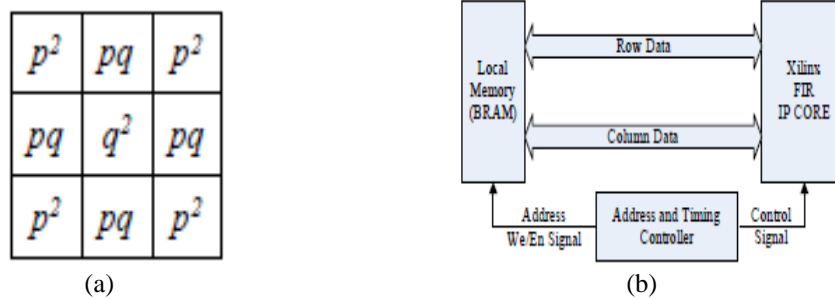 p² pq p²
pq q² pq
p² pq p²
(a)
Local
Memory
(BRAM)
Row Data
Column Data
Xilinx
FIR
IP CORE
Address
We/En Signal
Address and Timing
Controller
Control
Signal
(b)